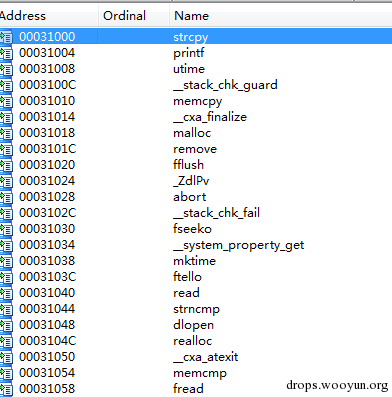 Address Ordinal Name
00031000 strcpy
00031004 printf
00031008 utime
0003100C __stack_chk_guard
00031010 memcpy
00031014 __cxa_finalize
00031018 malloc
0003101C remove
00031020 fflush
00031024 _ZdlPv
00031028 abort
0003102C __stack_chk_fail
00031030 fseeko
00031034 __system_property_get
00031038 mktime
0003103C ftello
00031040 read
00031044 strncmp
00031048 dlopen
0003104C realloc
00031050 __cxa_atexit
00031054 memcmp
00031058 fread
drops.wooyun.org